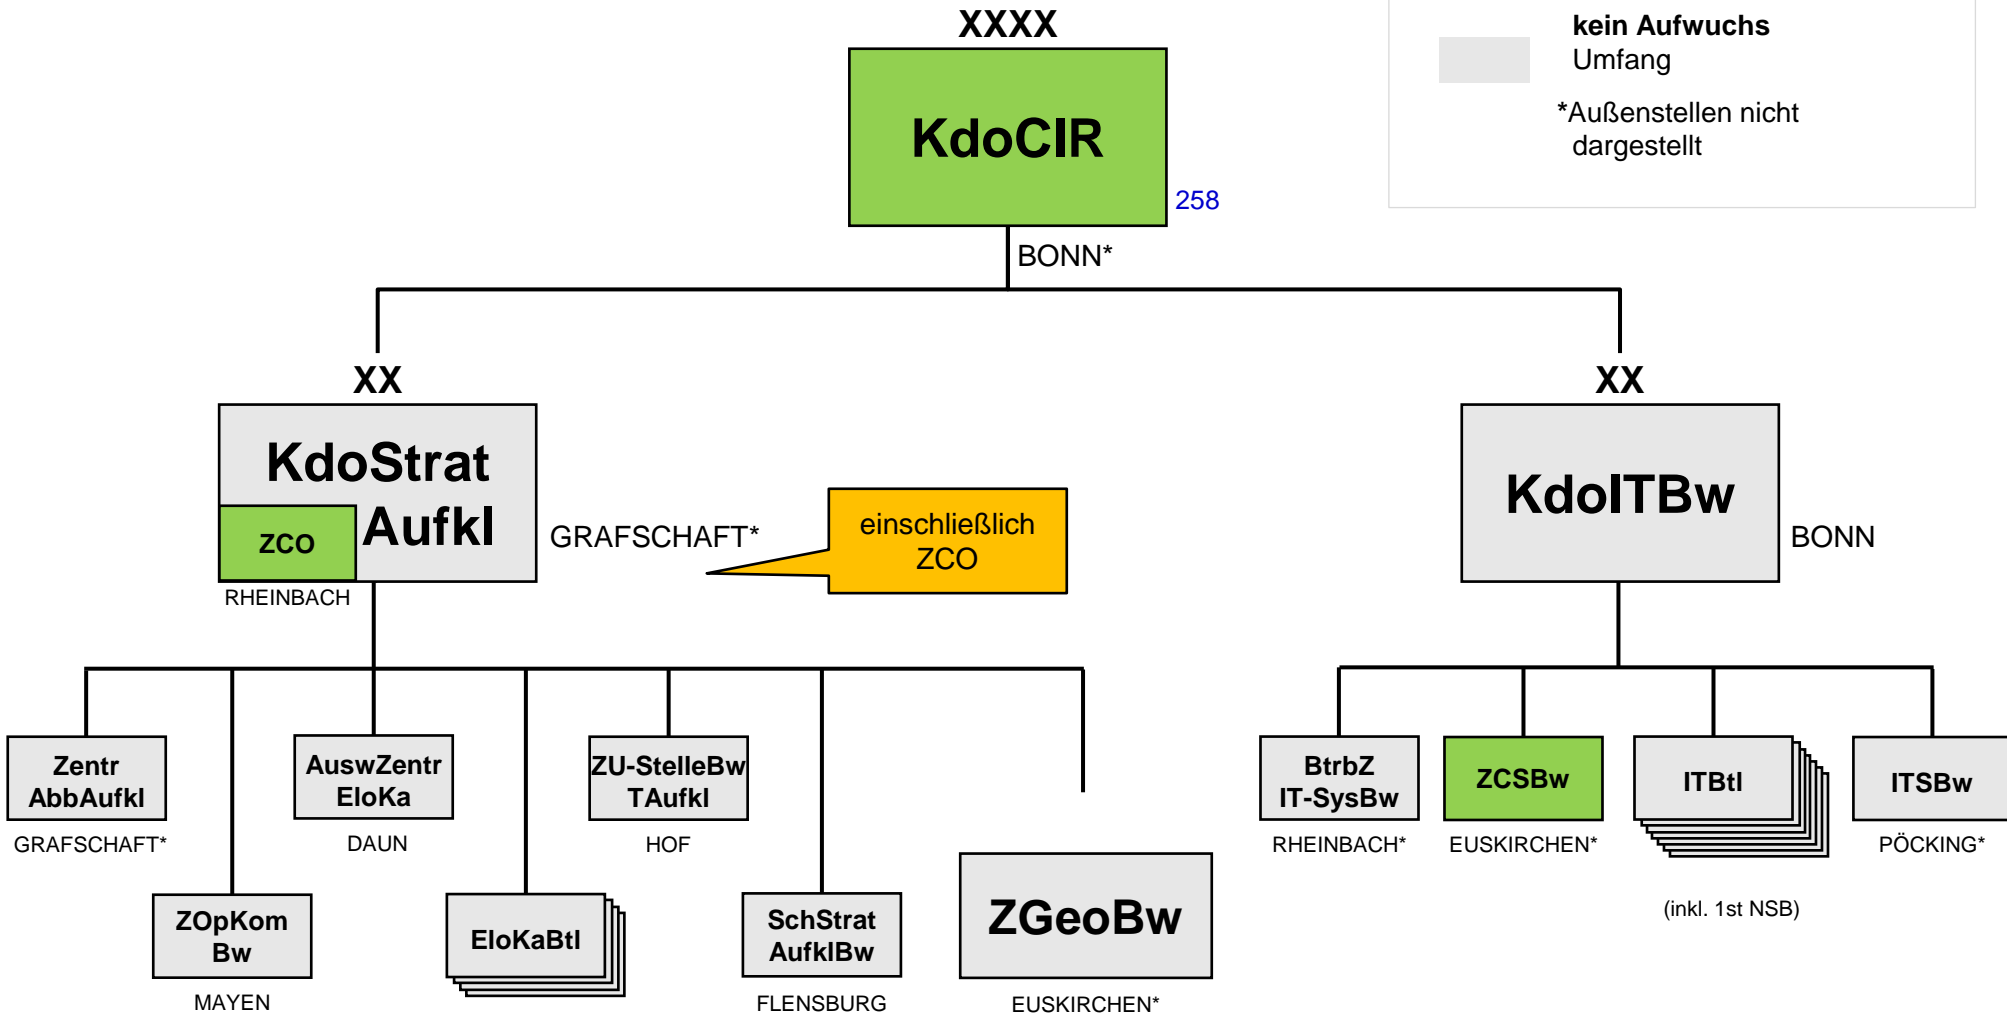 XXXX
KdoCIR
258
BONN*
kein Aufwuchs
Umfang
*Außenstellen nicht
dargestellt
XX
KdoStrat
Aufkl
ZCO
RHEINBACH
GRAFSCHAFT*
einschließlich
ZCO
XX
KdoITBw
BONN
Zentr
AbbAufkl
GRAFSCHAFT*
ZOpKom
Bw
MAYEN
AuswZentr
EloKa
DAUN
EloKaBtl
ZU-StelleBw
TAufkl
HOF
SchStrat
AufklBw
FLENSBURG
ZGeoBw
EUSKIRCHEN*
BtrbZ
IT-SysBw
RHEINBACH*
ZCSBw
EUSKIRCHEN*
ITBtl
(inkl. 1st NSB)
ITSBw
PÖCKING*